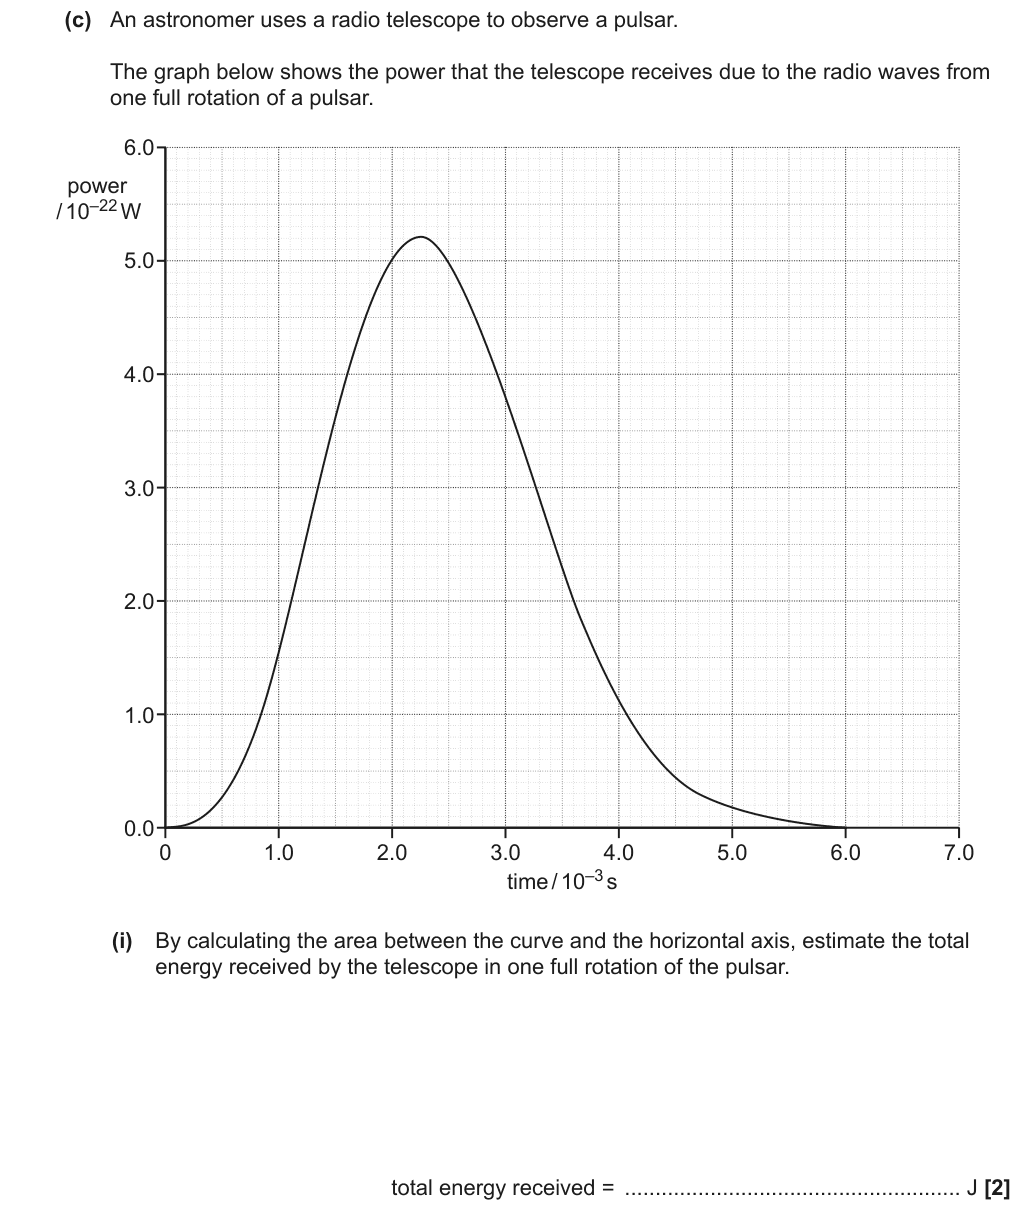 (c) An astronomer uses a radio telescope to observe a pulsar.
The graph below shows the power that the telescope receives due to the radio waves from
one full rotation of a pulsar.
6.0
power
/ 10⁻²² W
5.0
4.0
3.0
2.0
1.0
0.0
0 1.0 2.0 3.0 4.0 5.0 6.0 7.0
time / 10⁻³ s
(i) By calculating the area between the curve and the horizontal axis, estimate the total
energy received by the telescope in one full rotation of the pulsar.
total energy received = ....................................................... J [2]